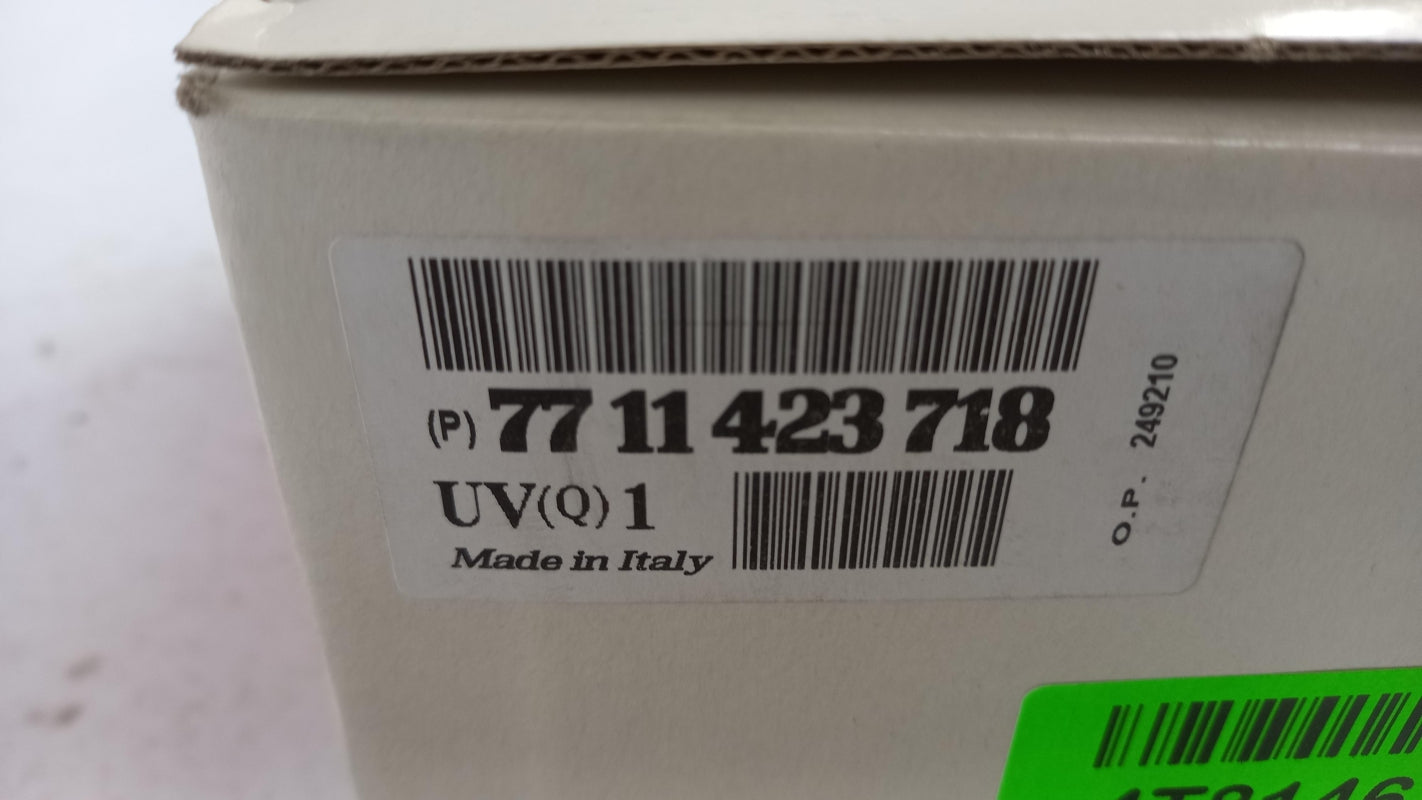 (P) 77 11 423 718
UV(Q) 1
Made in Italy
O.P. 249210